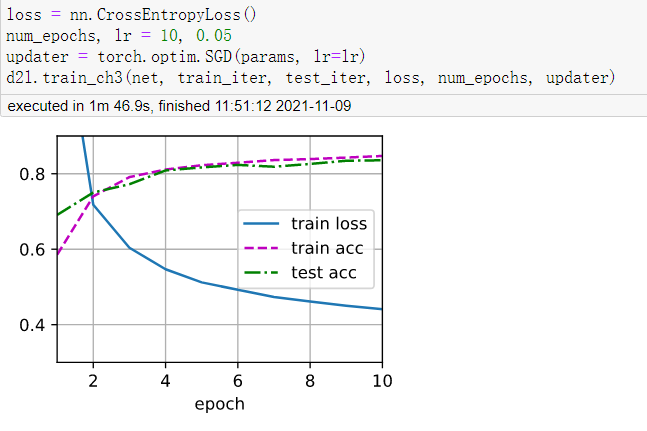 loss = nn.CrossEntropyLoss()
num_epochs, lr = 10, 0.05
updater = torch.optim.SGD(params, lr=lr)
d2l.train_ch3(net, train_iter, test_iter, loss, num_epochs, updater)
executed in 1m 46.9s, finished 11:51:12 2021-11-09
0.8
0.6
0.4
train loss
train acc
test acc
2 4 6 8 10
epoch